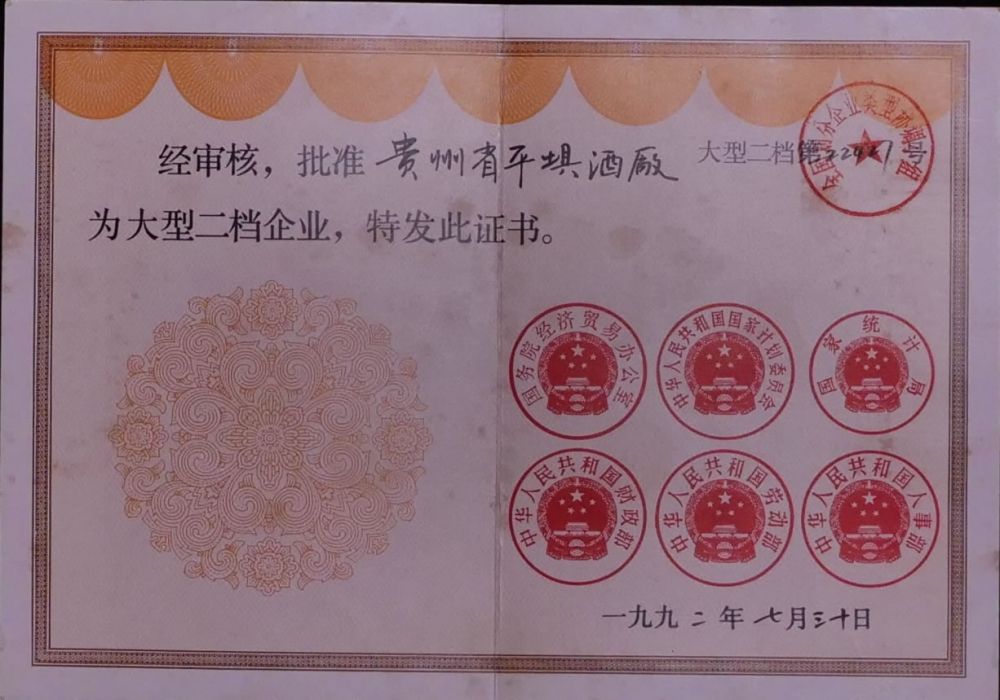 经审核，批准贵州省平坝酒厂
大型二档第号
为大型二档企业，特发此证书。
国务院经济贸易办公室
中华人民共和国国家计划委员会
国家统计局
中华人民共和国财政部
中华人民共和国劳动部
中华人民共和国人事部
一九九二年七月三十日